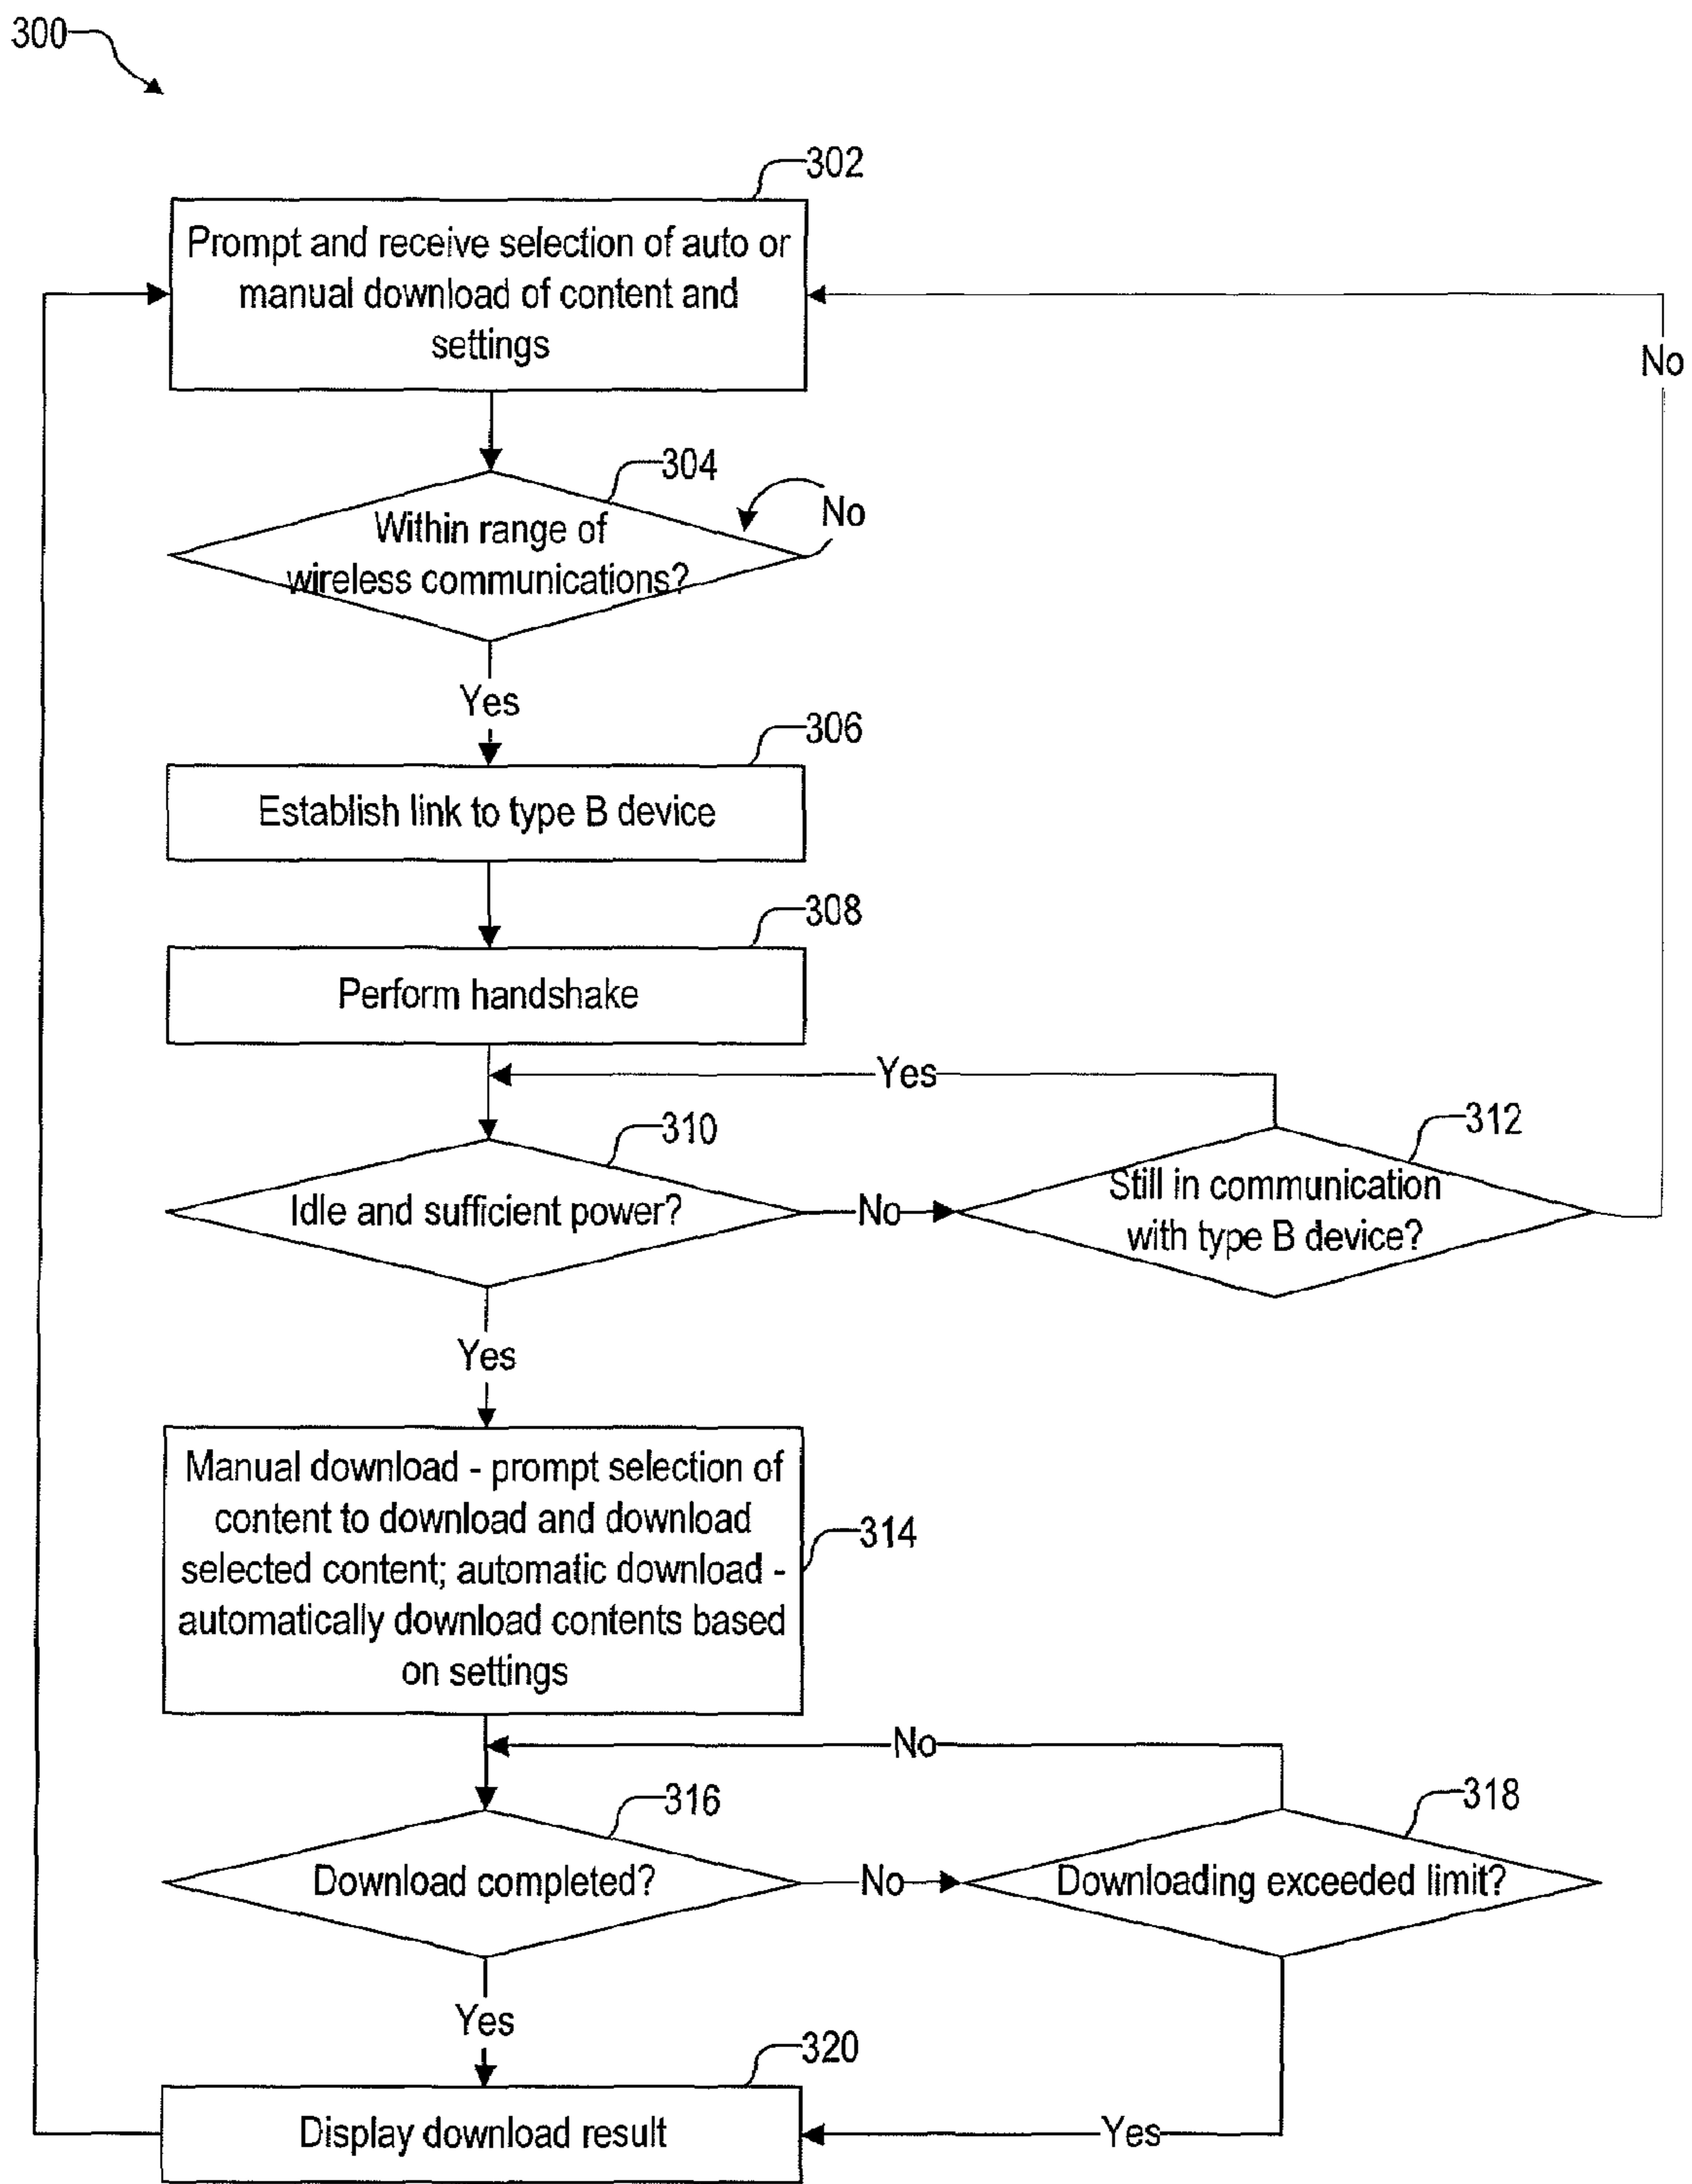 300
302
Prompt and receive selection of auto or
manual download of content and
settings
No
304
Within range of
wireless communications?
No
Yes
306
Establish link to type B device
308
Perform handshake
Yes
310
Idle and sufficient power?
No
312
Still in communication
with type B device?
Yes
Manual download - prompt selection of
content to download and download
selected content; automatic download -
automatically download contents based
on settings
314
No
316
Download completed?
No
318
Downloading exceeded limit?
Yes
320
Display download result
Yes